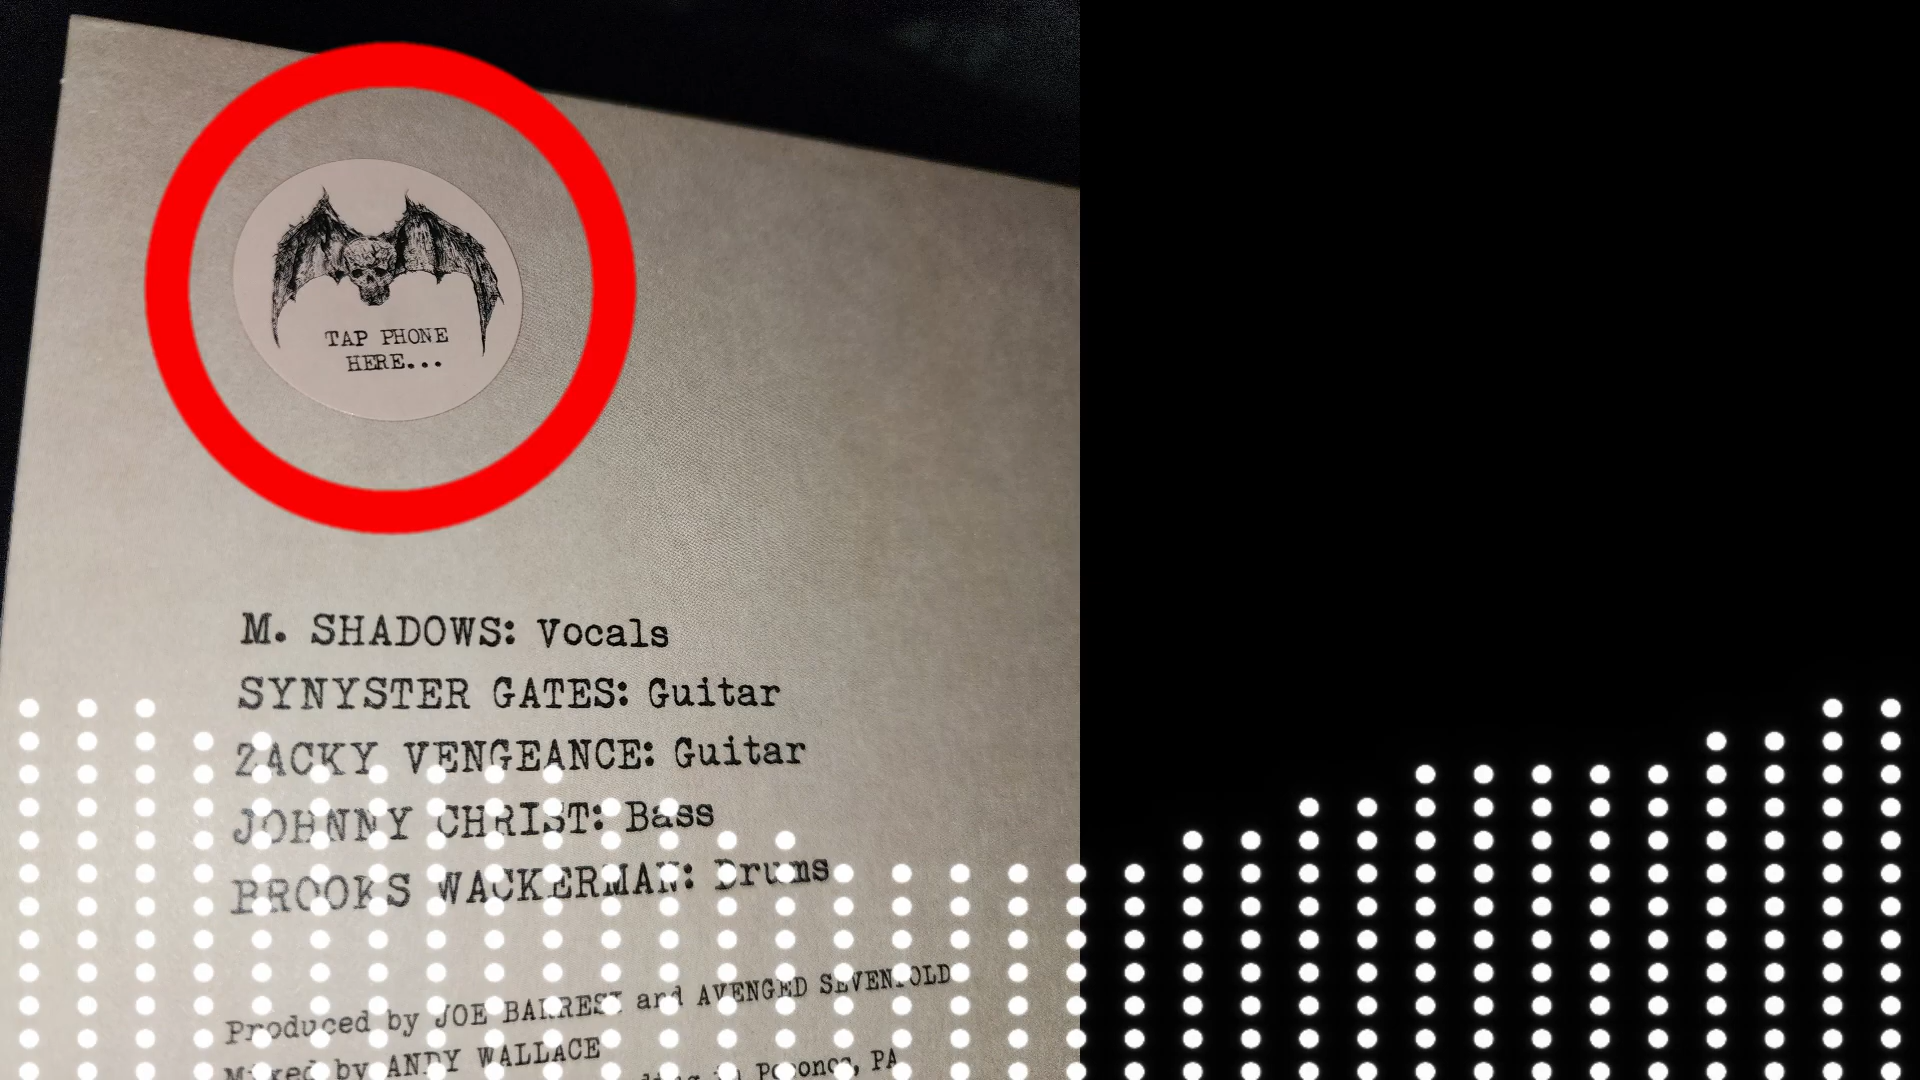 TAP PHONE
HERE...
M. SHADOWS: Vocals
SYNYSTER GATES: Guitar
ZACKY VENGEANCE: Guitar
JOHNNY CHRIST: Bass
BROOKS WACKERMAN: Drums
Produced by JOE BARRESI and AVENGED SEVENFOLD
Mixed by ANDY WALLACE
PA